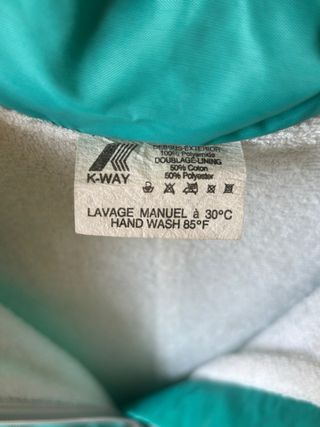 DESSUS-EXTERIOR
100% Polyamide
DOUBLAGE-LINING
50% Coton
50% Polyester
K-WAY
LAVAGE MANUEL à 30°C
HAND WASH 85°F